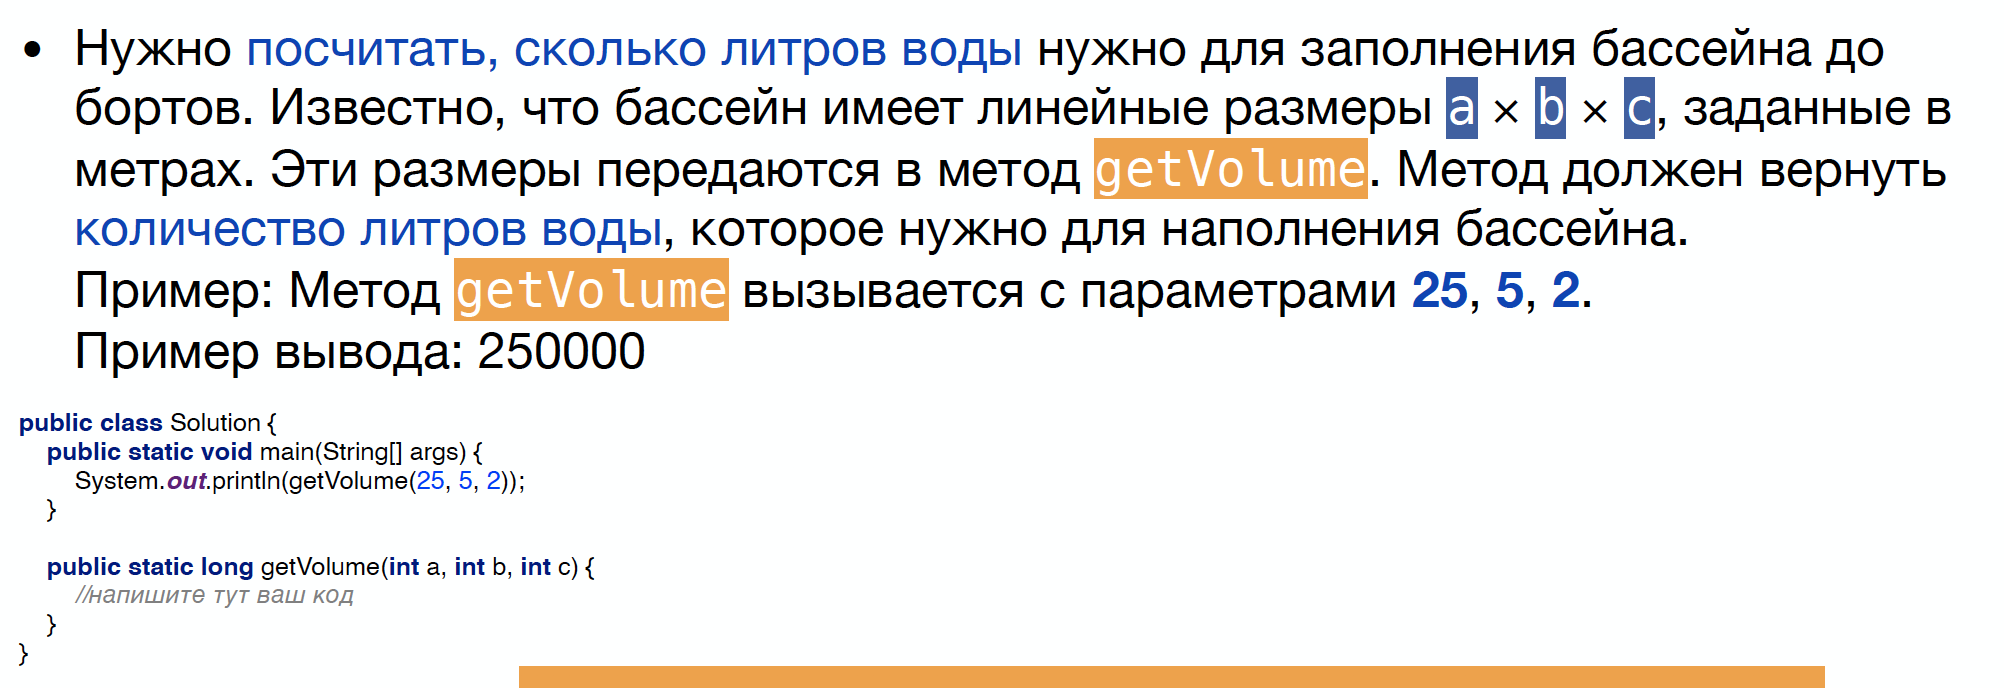 • Нужно посчитать, сколько литров воды нужно для заполнения бассейна до
бортов. Известно, что бассейн имеет линейные размеры a × b × c, заданные в
метрах. Эти размеры передаются в метод getVolume. Метод должен вернуть
количество литров воды, которое нужно для наполнения бассейна.
Пример: Метод getVolume вызывается с параметрами 25, 5, 2.
Пример вывода: 250000
public class Solution {
public static void main(String[] args) {
System.out.println(getVolume(25, 5, 2));
}
public static long getVolume(int a, int b, int c) {
//напишите тут ваш код
}
}